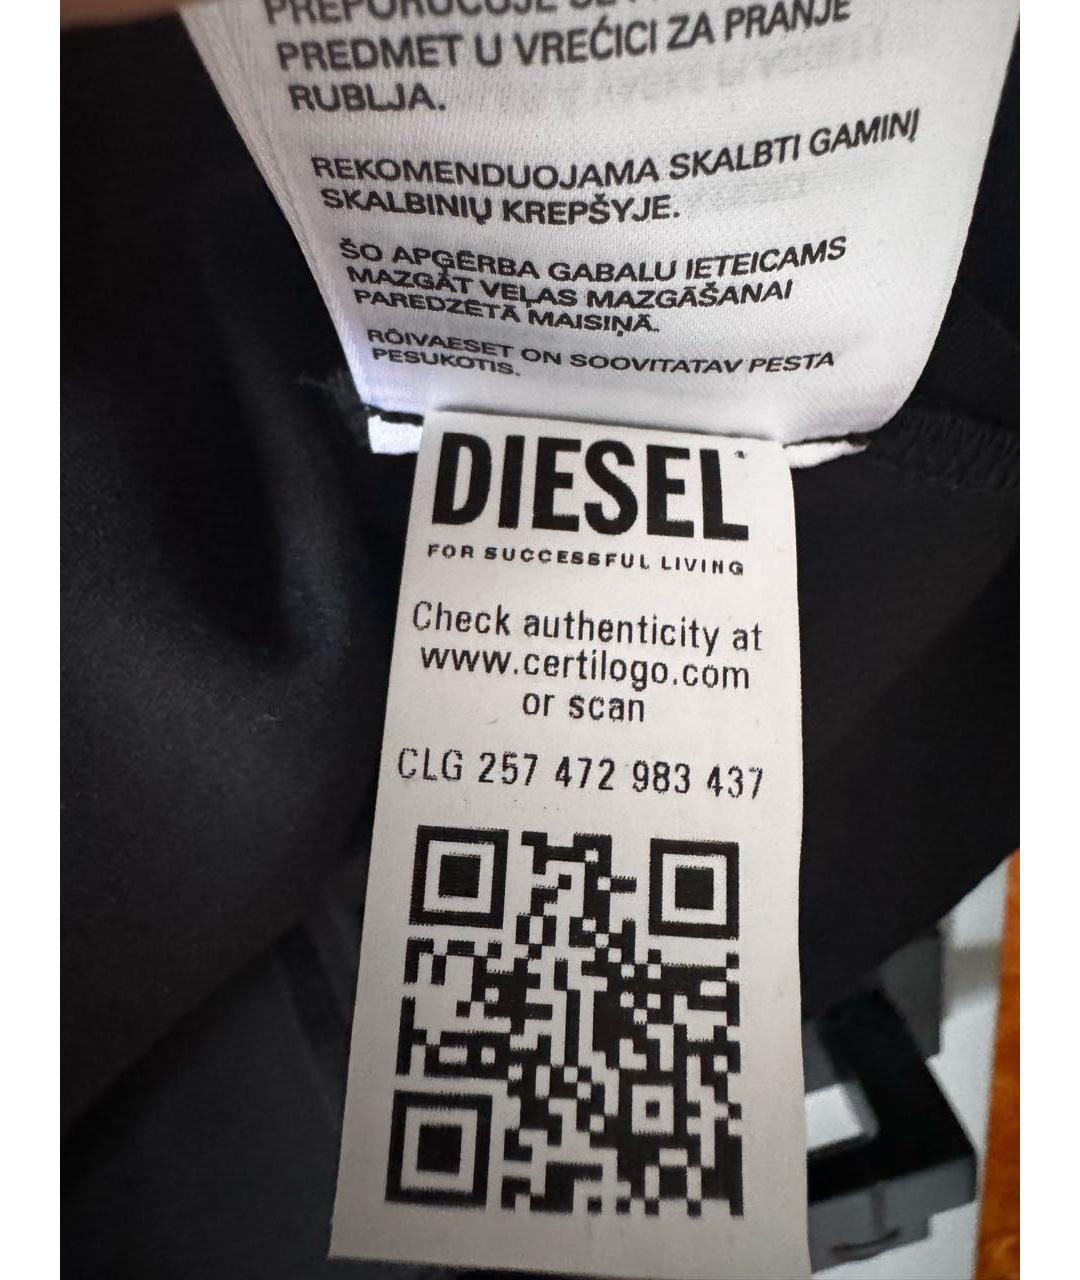 PREPORUČUJE SE
PREDMET U VREĆICI ZA PRANJE
RUBLJA.
REKOMENDUOJAMA SKALBTI GAMINĮ
SKALBINIŲ KREPŠYJE.
ŠO APĢĒRBA GABALU IETEICAMS
MAZGĀT VEĻAS MAZGĀŠANAI
PAREDZĒTĀ MAISIŅĀ.
RÕIVAESET ON SOOVITATAV PESTA
PESUKOTIS.
DIESEL
FOR SUCCESSFUL LIVING
Check authenticity at
www.certilogo.com
or scan
CLG 257 472 983 437